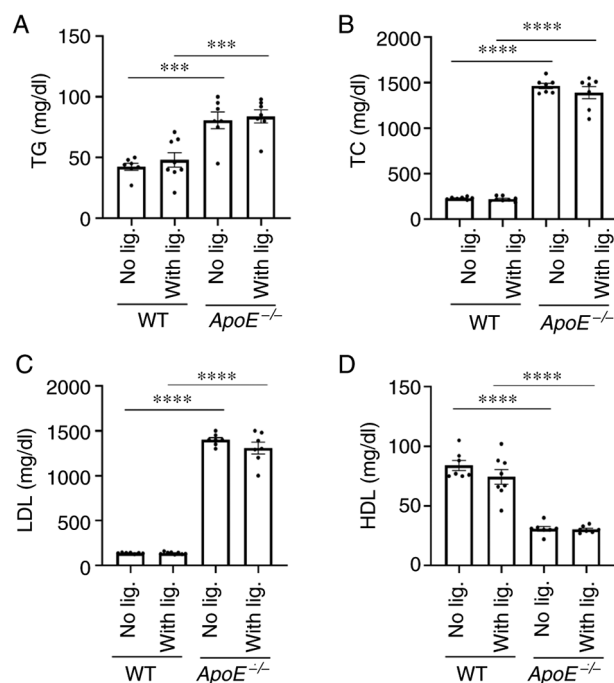 A
***
***
150
100
50
0
TG (mg/dl)
No lig.
With lig.
No lig.
With lig.
WT
ApoE−/−
B
****
****
2000
1500
1000
500
0
TC (mg/dl)
No lig.
With lig.
No lig.
With lig.
WT
ApoE−/−
C
****
****
2000
1500
1000
500
0
LDL (mg/dl)
No lig.
With lig.
No lig.
With lig.
WT
ApoE−/−
D
****
****
150
100
50
0
HDL (mg/dl)
No lig.
With lig.
No lig.
With lig.
WT
ApoE−/−